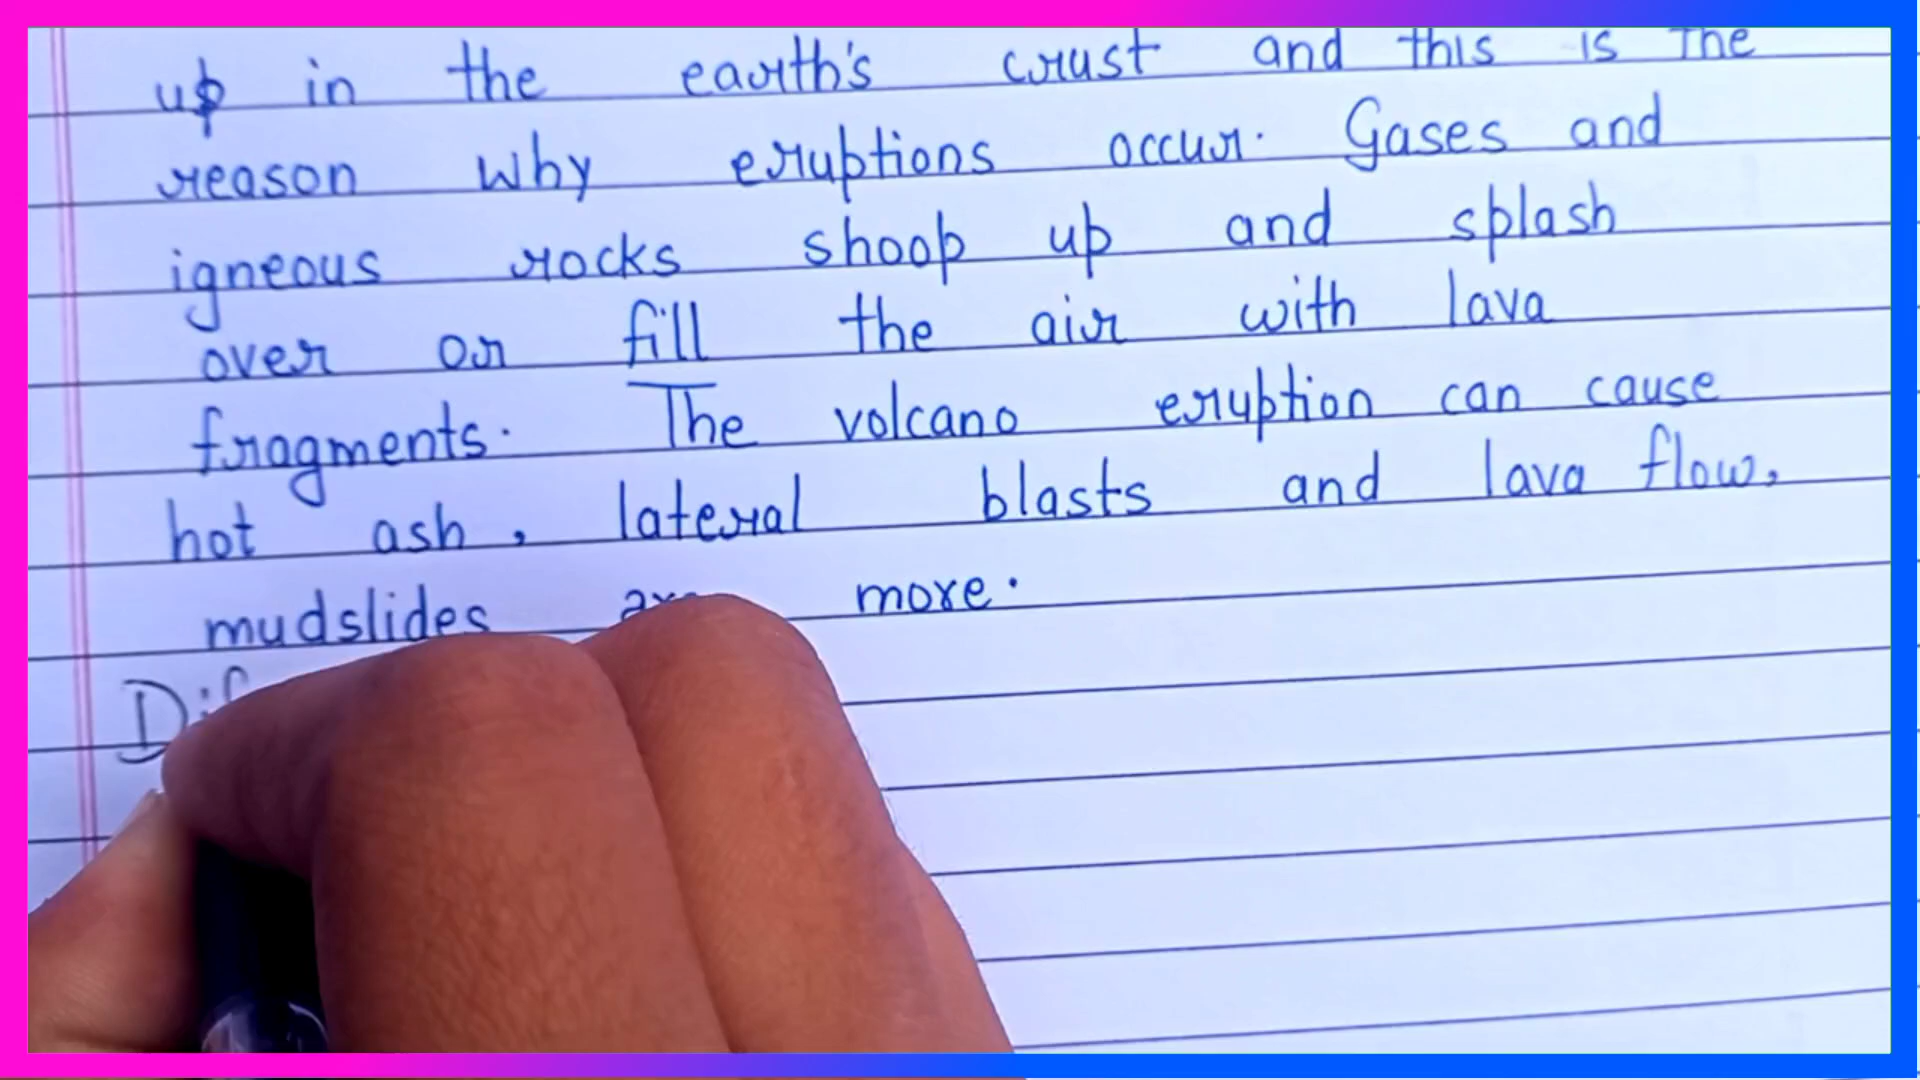 up in the earth's crust and this is the
reason why eruptions occur. Gases and
igneous rocks shoop up and splash
over or fill the air with lava
fragments. The volcano eruption can cause
hot ash, lateral blasts and lava flow,
mudslides are more.